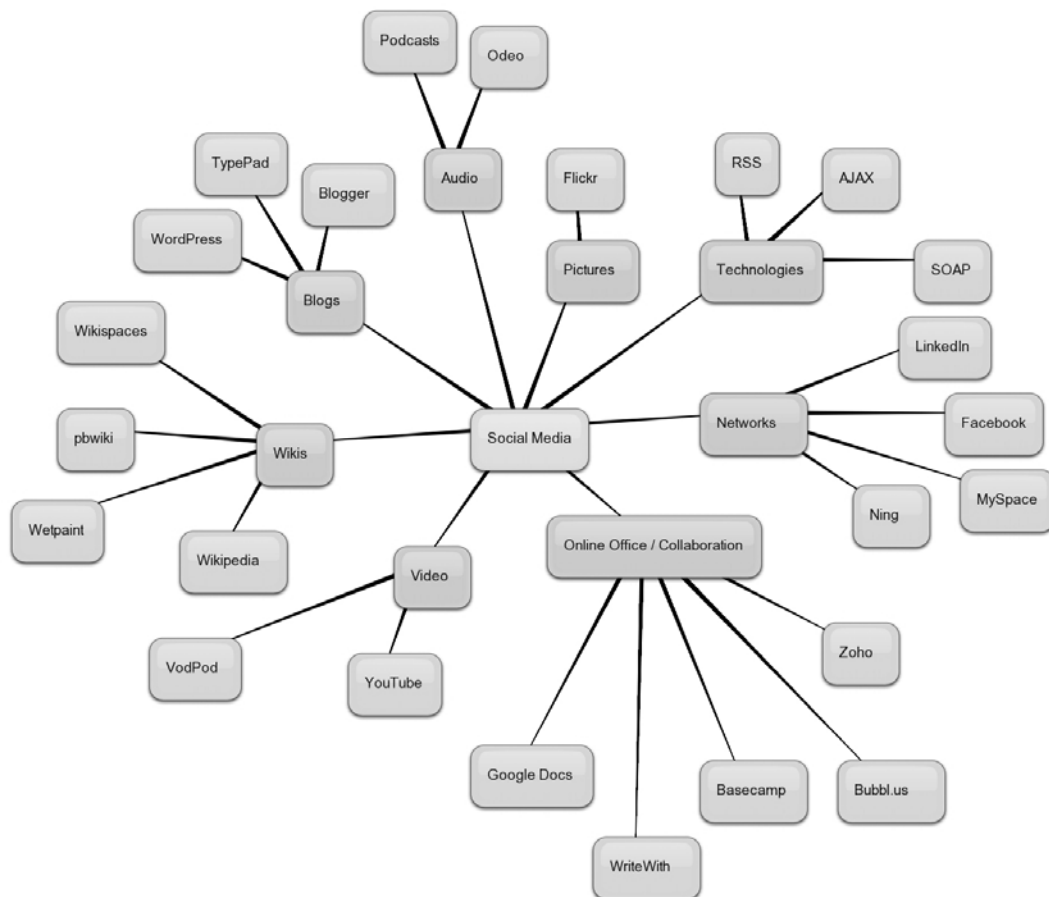 Podcasts
Odeo
TypePad
Blogger
Audio
Flickr
RSS
AJAX
WordPress
Blogs
Pictures
Technologies
SOAP
Wikispaces
LinkedIn
pbwiki
Wikis
Social Media
Networks
Facebook
Wetpaint
Wikipedia
Video
Online Office / Collaboration
Ning
MySpace
VodPod
YouTube
Zoho
Google Docs
Basecamp
Bubbl.us
WriteWith